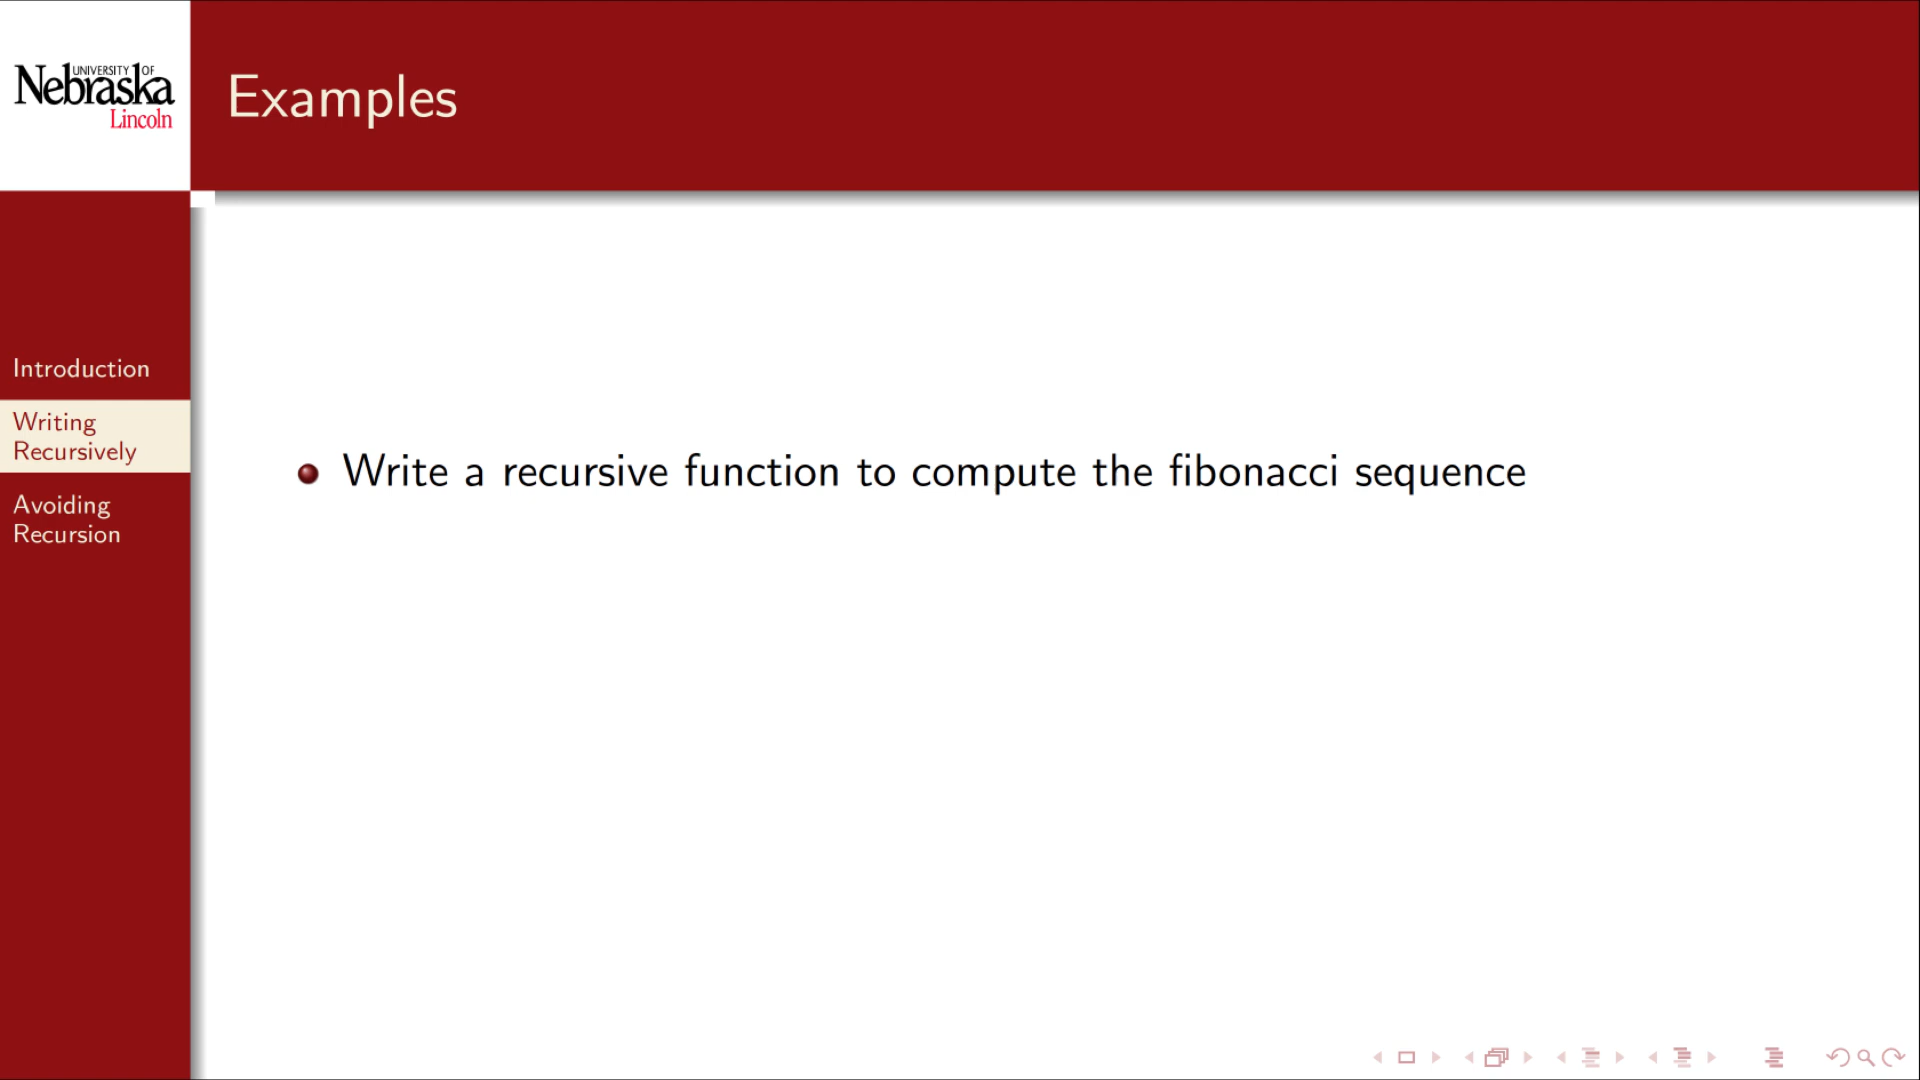 UNIVERSITY OF
Nebraska
Lincoln
Examples
Introduction
Writing
Recursively
Avoiding
Recursion
Write a recursive function to compute the fibonacci sequence